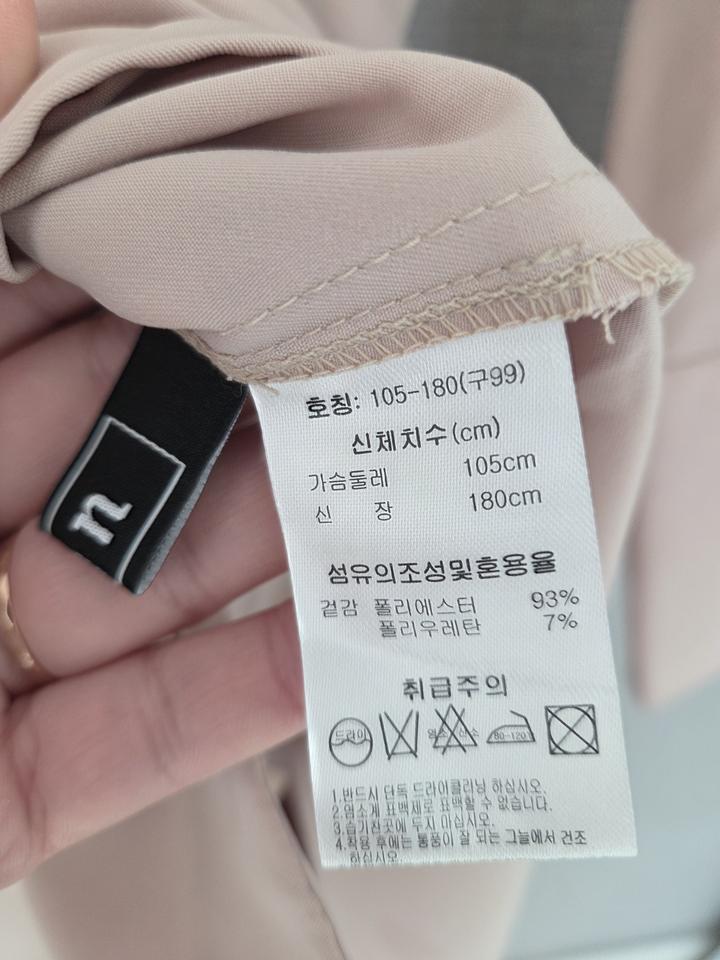 호칭: 105-180(구99)
신체치수(cm)
가슴둘레 105cm
신 장 180cm
섬유의조성및혼용율
겉감 폴리에스터 93%
폴리우레탄 7%
취급주의
드라이 염소 산소 80-120
1.반드시 단독 드라이클리닝 하십시오.
2.염소계 표백제로 표백할 수 없습니다.
3.습기찬곳에 두지 마십시오.
4.착용 후에는 통풍이 잘 되는 그늘에서 건조
하십시오.
n